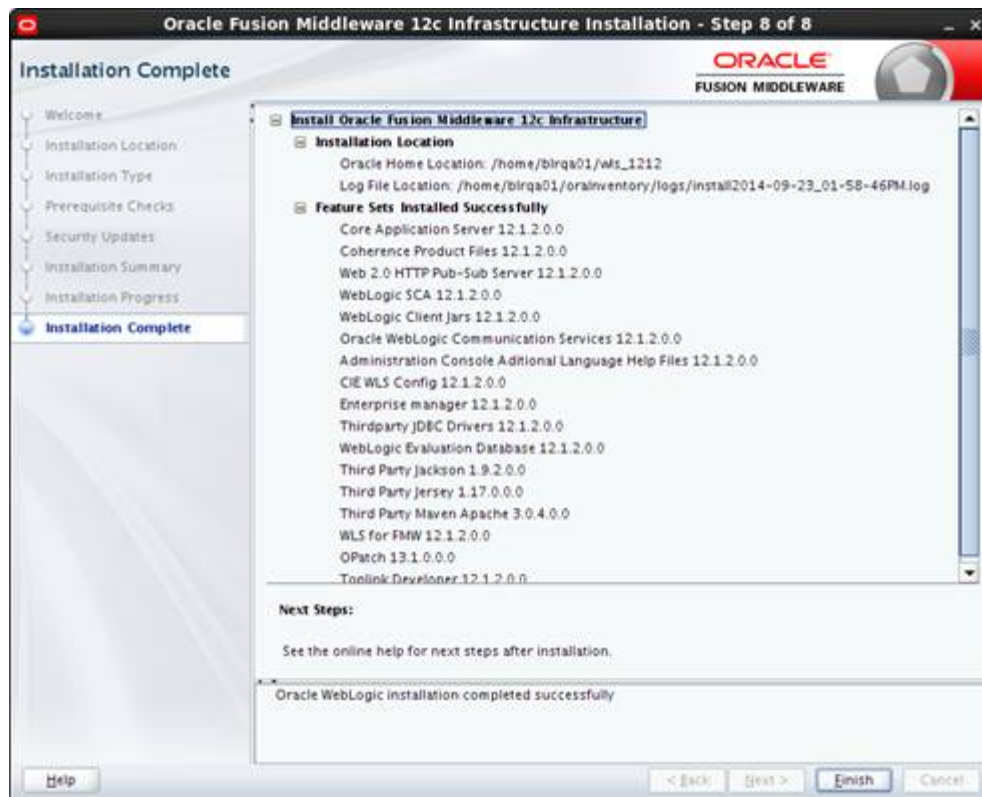 Oracle Fusion Middleware 12c Infrastructure Installation - Step 8 of 8
Installation Complete
ORACLE
FUSION MIDDLEWARE
Welcome
Installation Location
Installation Type
Prerequisite Checks
Security Updates
Installation Summary
Installation Progress
Installation Complete
Install Oracle Fusion Middleware 12c Infrastructure
Installation Location
Oracle Home Location: /home/blrqa01/wls_1212
Log File Location: /home/blrqa01/oraInventory/logs/install2014-09-23_01-58-46PM.log
Feature Sets Installed Successfully
Core Application Server 12.1.2.0.0
Coherence Product Files 12.1.2.0.0
Web 2.0 HTTP Pub-Sub Server 12.1.2.0.0
WebLogic SCA 12.1.2.0.0
WebLogic Client Jars 12.1.2.0.0
Oracle WebLogic Communication Services 12.1.2.0.0
Administration Console Aditional Language Help Files 12.1.2.0.0
CIE WLS Config 12.1.2.0.0
Enterprise manager 12.1.2.0.0
Thirdparty JDBC Drivers 12.1.2.0.0
WebLogic Evaluation Database 12.1.2.0.0
Third Party Jackson 1.9.2.0.0
Third Party Jersey 1.17.0.0.0
Third Party Maven Apache 3.0.4.0.0
WLS for FMW 12.1.2.0.0
OPatch 13.1.0.0.0
Toplink Developer 12.1.2.0.0
Next Steps:
See the online help for next steps after installation.
Oracle WebLogic installation completed successfully
Help
< Back
Next >
Finish
Cancel